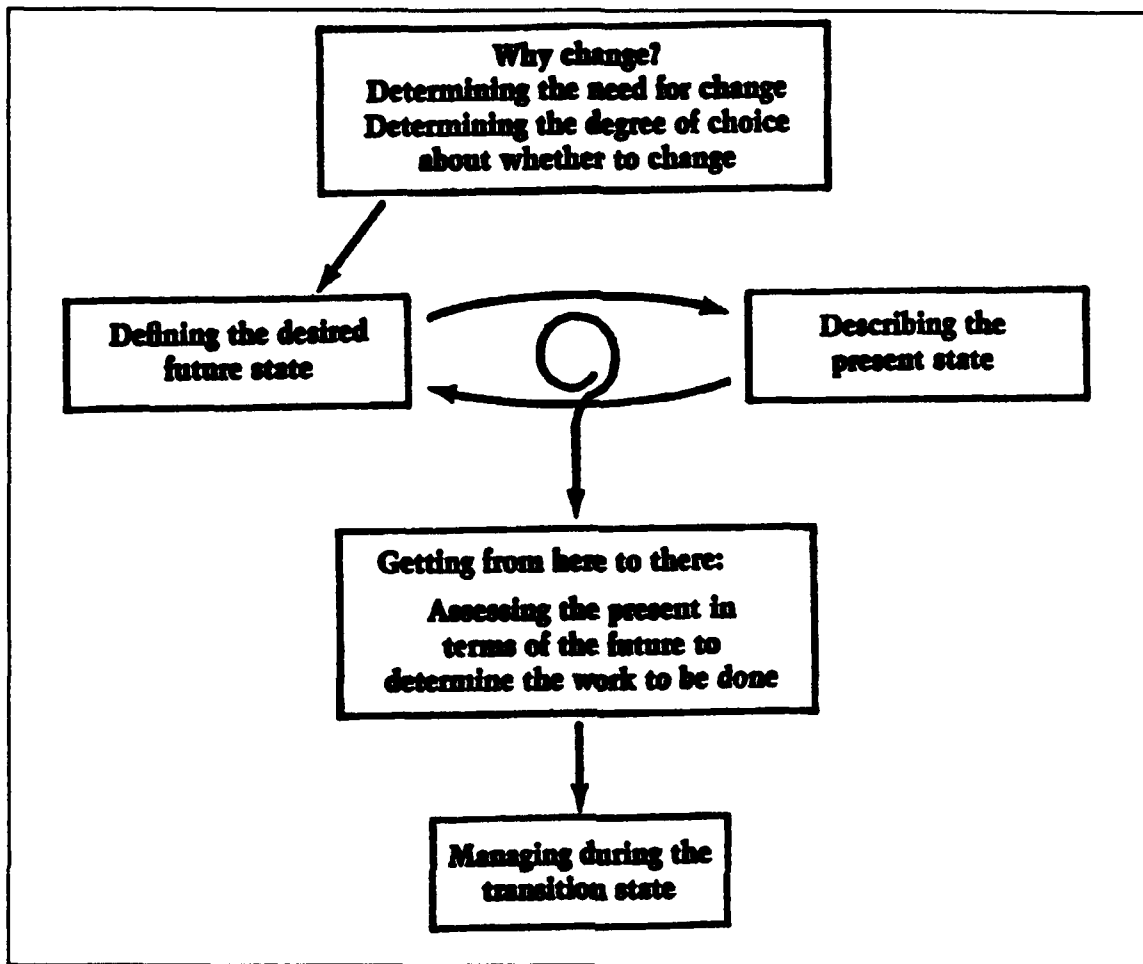 Why change?
Determining the need for change
Determining the degree of choice
about whether to change
Defining the desired
future state
Describing the
present state
Getting from here to there:
Assessing the present in
terms of the future to
determine the work to be done
Managing during the
transition state